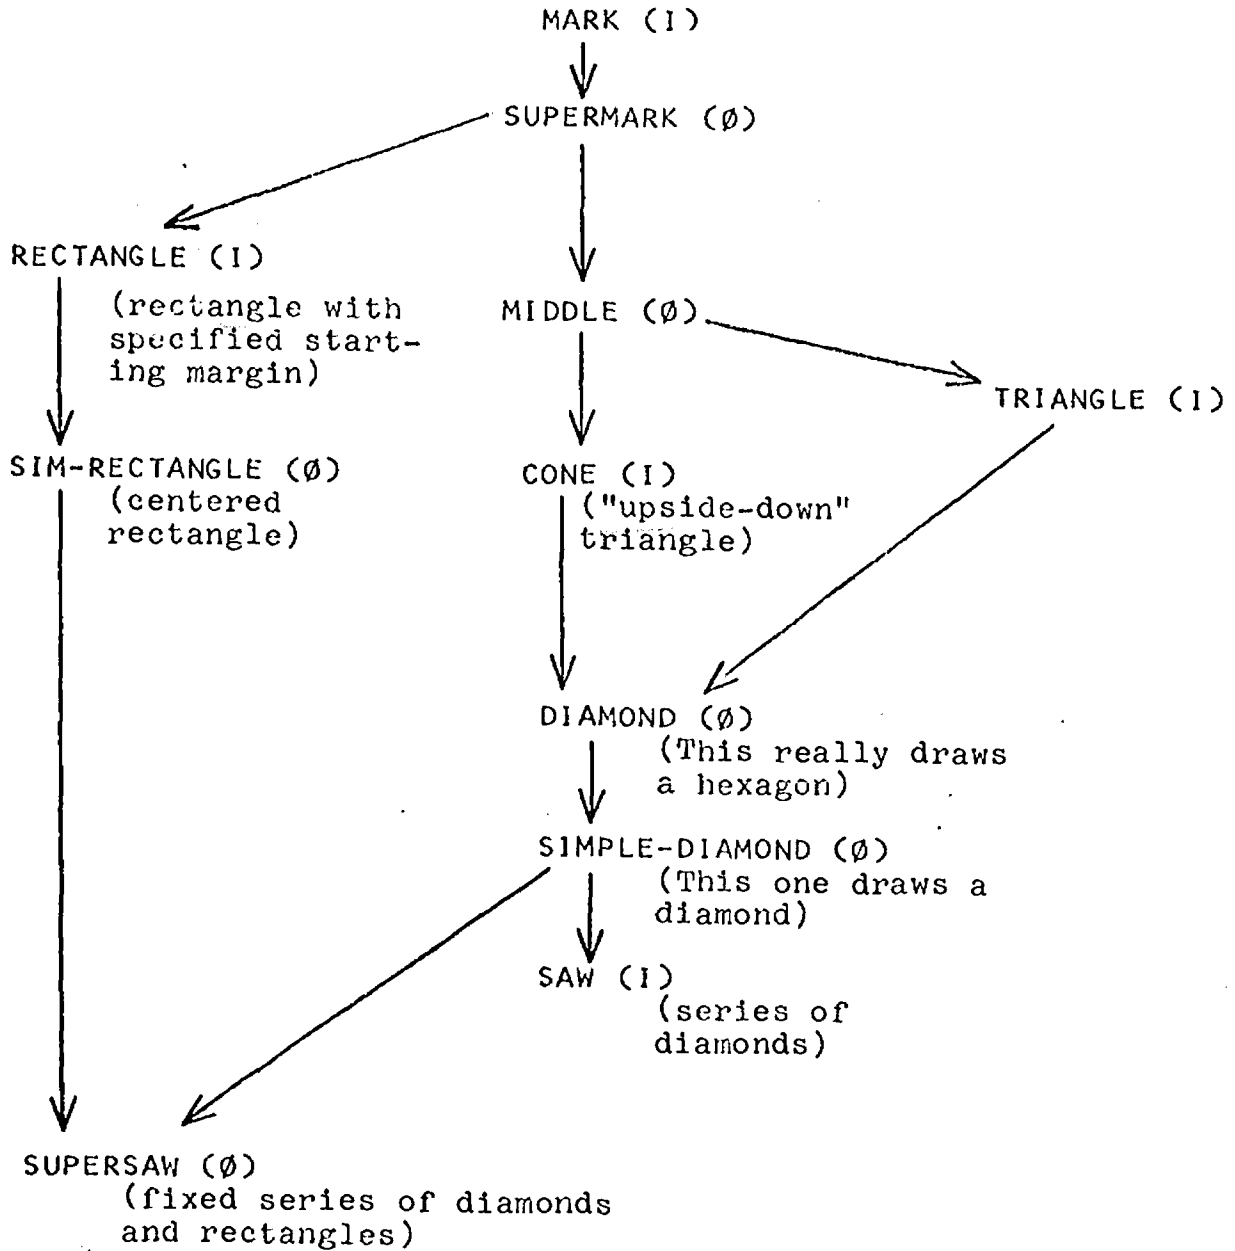 MARK (I)
SUPERMARK (Ø)
RECTANGLE (I)
(rectangle with
specified start-
ing margin)
MIDDLE (Ø)
TRIANGLE (I)
SIM-RECTANGLE (Ø)
(centered
rectangle)
CONE (I)
("upside-down"
triangle)
DIAMOND (Ø)
(This really draws
a hexagon)
SIMPLE-DIAMOND (Ø)
(This one draws a
diamond)
SAW (I)
(series of
diamonds)
SUPERSAW (Ø)
(fixed series of diamonds
and rectangles)